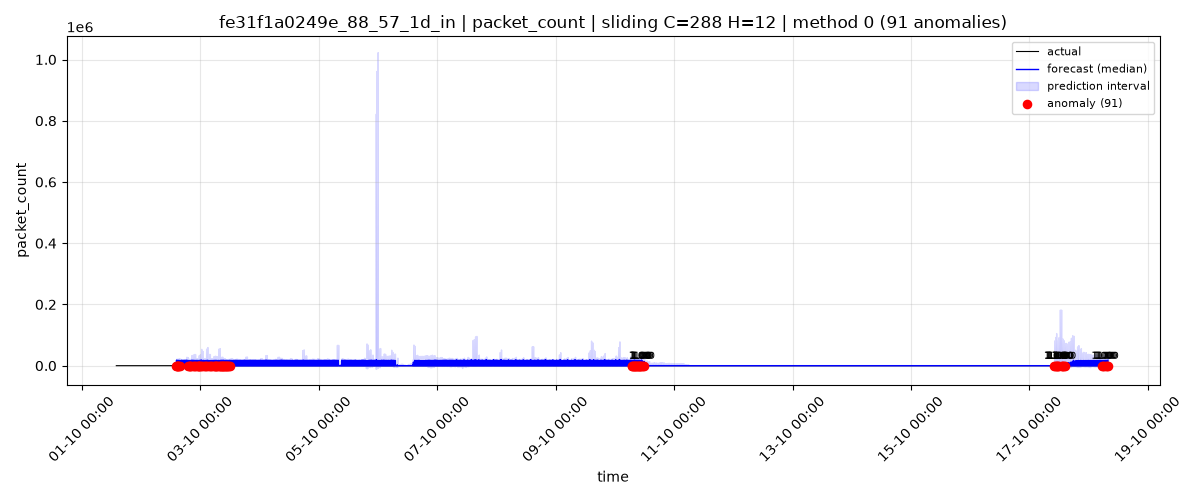 fe31f1a0249e_88_57_1d_in | packet_count | sliding C=288 H=12 | method 0 (91 anomalies)
1e6
actual
forecast (median)
prediction interval
anomaly (91)
packet_count
1.0
0.8
0.6
0.4
0.2
0.0
01-10 00:00
03-10 00:00
05-10 00:00
07-10 00:00
09-10 00:00
11-10 00:00
13-10 00:00
15-10 00:00
17-10 00:00
19-10 00:00
time